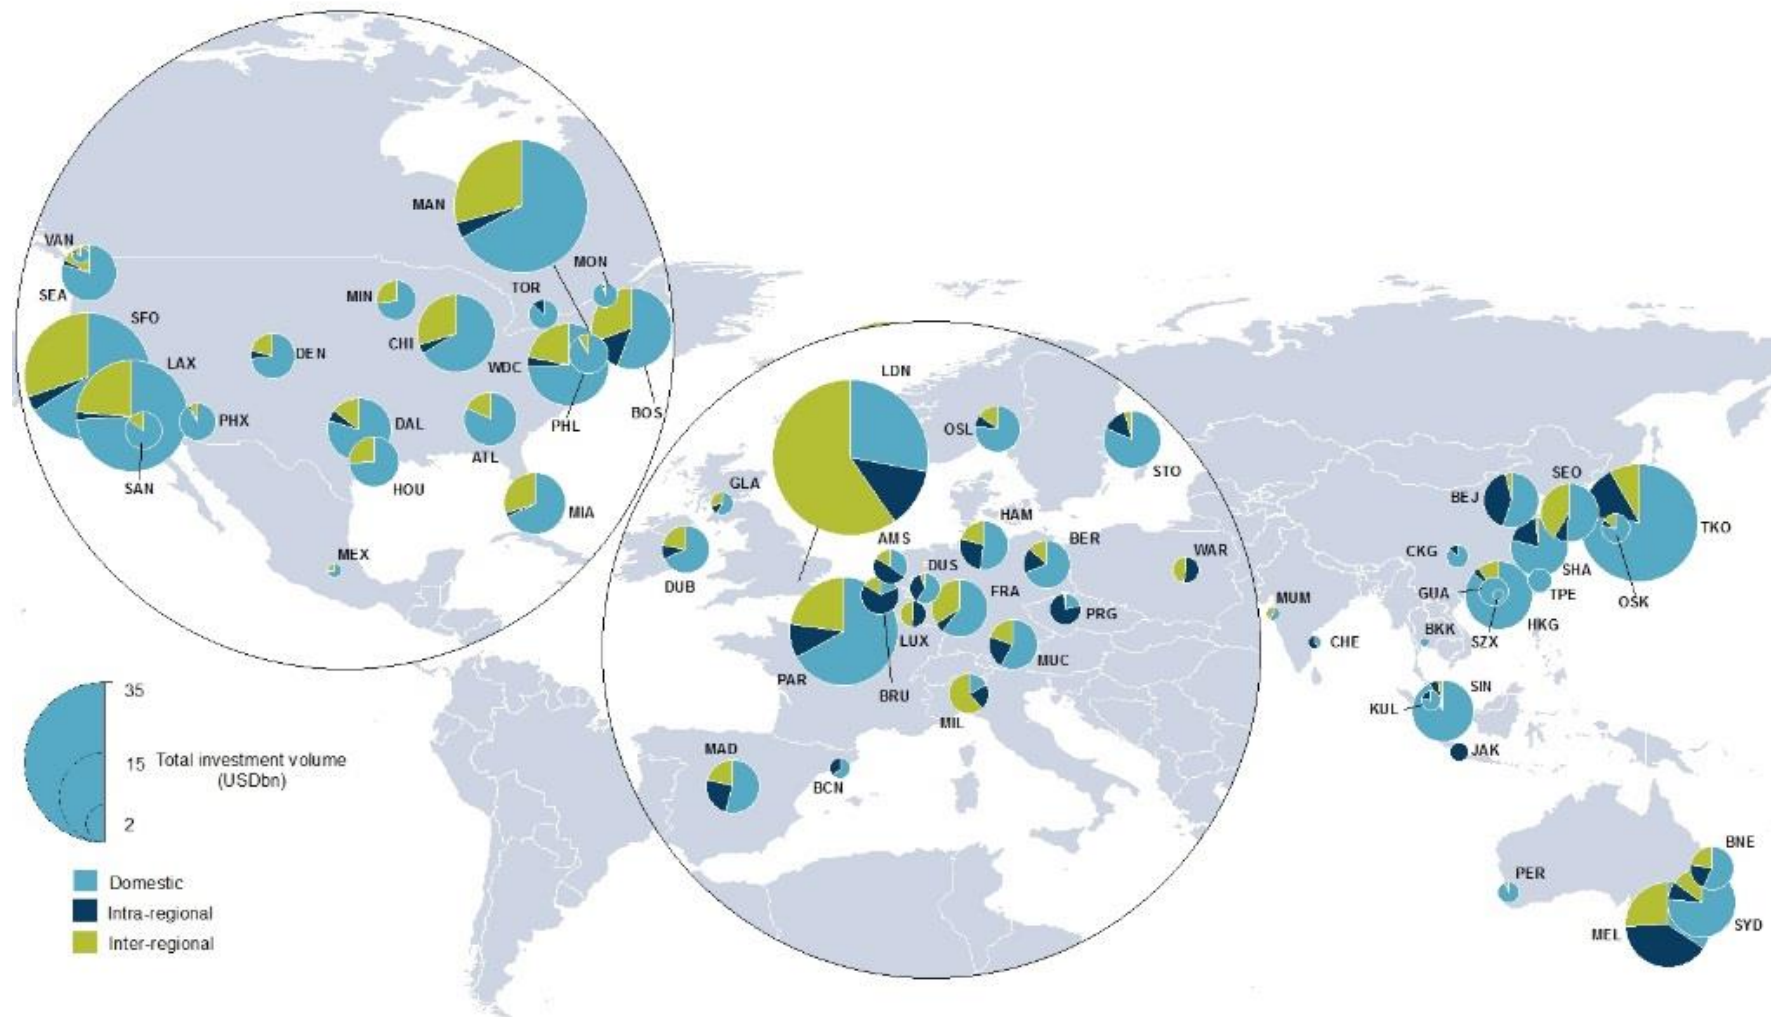 MAN
VAN
MON
SEA
MIN
TOR
SFO
CHI
DEN
LAX
WDC
PHX
DAL
BOS
PHL
ATL
SAN
HOU
MIA
MEX
LDN
OSL
STO
GLA
HAM
AMS
BER
DUS
WAR
DUB
FRA
PRG
LUX
MUC
PAR
BRU
MIL
MAD
BCN
SEO
BEJ
TKO
CKG
SHA
GUA
TPE
OSK
MUM
HKG
BKK
SZX
CHE
SIN
KUL
JAK
BNE
PER
SYD
MEL
35
15 Total investment volume
(USDbn)
2
Domestic
Intra-regional
Inter-regional